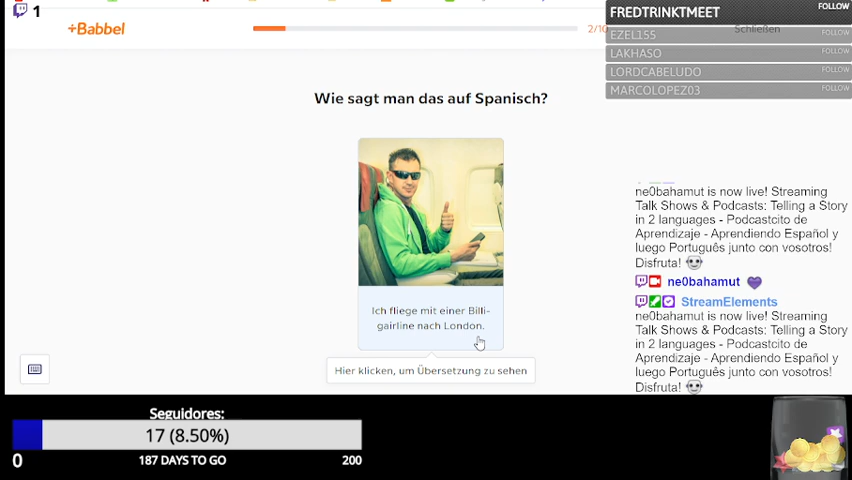 1
+Babbel
2/10
Schließen
FREDTRINKTMEET FOLLOW
EZEL155 FOLLOW
LAKHASO FOLLOW
LORDCABELUDO FOLLOW
MARCOLOPEZ03 FOLLOW
Wie sagt man das auf Spanisch?
Ich fliege mit einer Billi-
gairline nach London.
Hier klicken, um Übersetzung zu sehen
ne0bahamut is now live! Streaming
Talk Shows & Podcasts: Telling a Story
in 2 languages - Podcastcito de
Aprendizaje - Aprendiendo Español y
luego Português junto con vosotros!
Disfruta!
ne0bahamut
StreamElements
ne0bahamut is now live! Streaming
Talk Shows & Podcasts: Telling a Story
in 2 languages - Podcastcito de
Aprendizaje - Aprendiendo Español y
luego Português junto con vosotros!
Disfruta!
Seguidores:
17 (8.50%)
0 187 DAYS TO GO 200